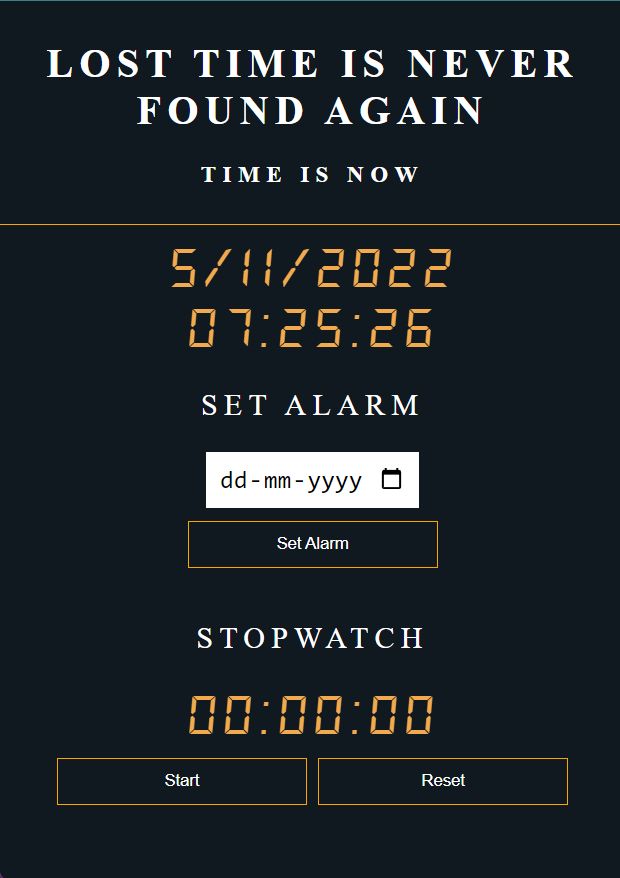 LOST TIME IS NEVER
FOUND AGAIN
TIME IS NOW
5/11/2022
07:25:26
SET ALARM
dd-mm-yyyy
Set Alarm
STOPWATCH
00:00:00
Start
Reset